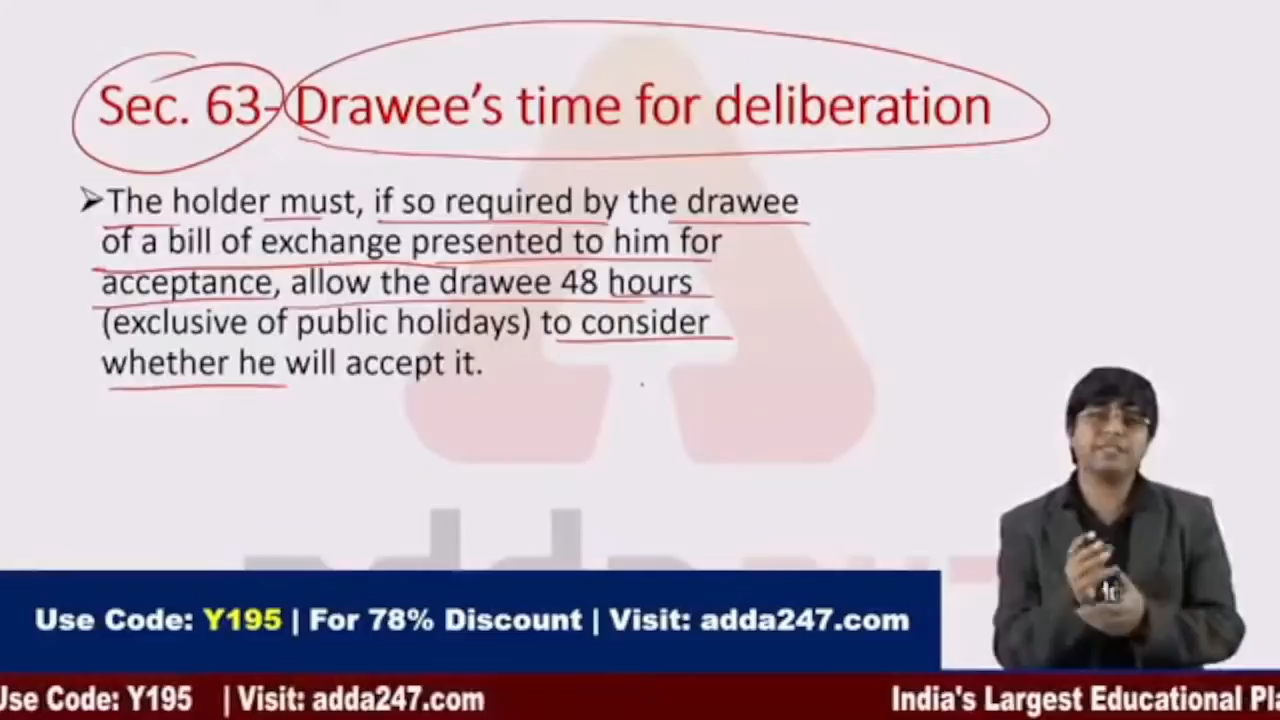 Sec. 63- Drawee's time for deliberation
➢The holder must, if so required by the drawee
of a bill of exchange presented to him for
acceptance, allow the drawee 48 hours
(exclusive of public holidays) to consider
whether he will accept it.
Use Code: Y195 | For 78% Discount | Visit: adda247.com
Use Code: Y195 | Visit: adda247.com
India's Largest Educational Pl